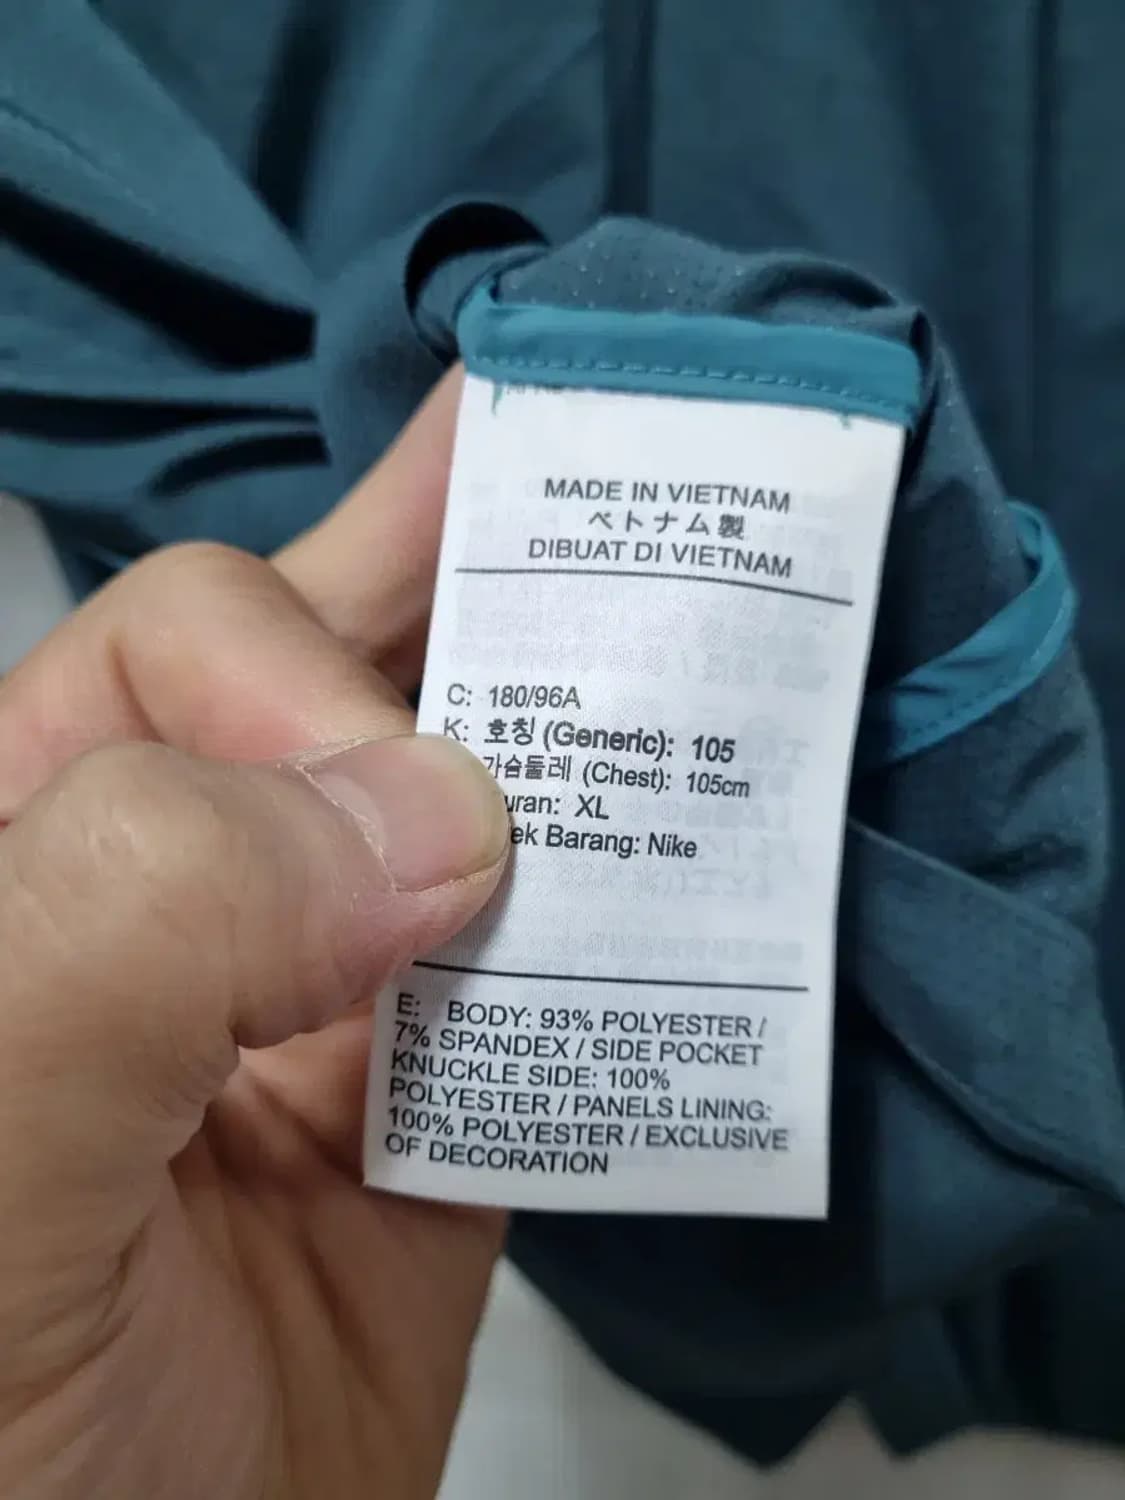 MADE IN VIETNAM
ベトナム製
DIBUAT DI VIETNAM
C: 180/96A
K: 호칭 (Generic): 105
가슴둘레 (Chest): 105cm
uran: XL
ek Barang: Nike
E: BODY: 93% POLYESTER /
7% SPANDEX / SIDE POCKET
KNUCKLE SIDE: 100%
POLYESTER / PANELS LINING:
100% POLYESTER / EXCLUSIVE
OF DECORATION